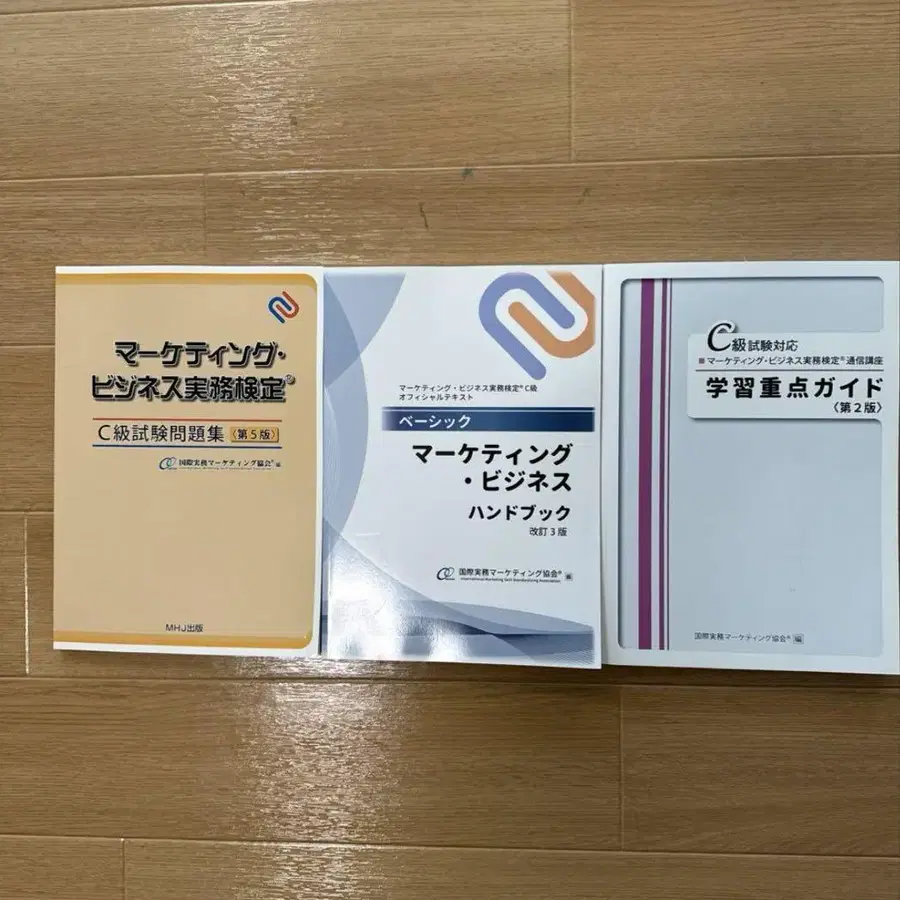 マーケティング・
ビジネス実務検定®
C級試験問題集〈第5版〉
国際実務マーケティング協会®編
MHJ出版
マーケティング・ビジネス実務検定®C級
オフィシャルテキスト
ベーシック
マーケティング
・ビジネス
ハンドブック
改訂3版
国際実務マーケティング協会® 編
International Marketing Skill Standardizing Association
C級試験対応
■マーケティング・ビジネス実務検定®通信講座
学習重点ガイド
〈第2版〉
国際実務マーケティング協会®編